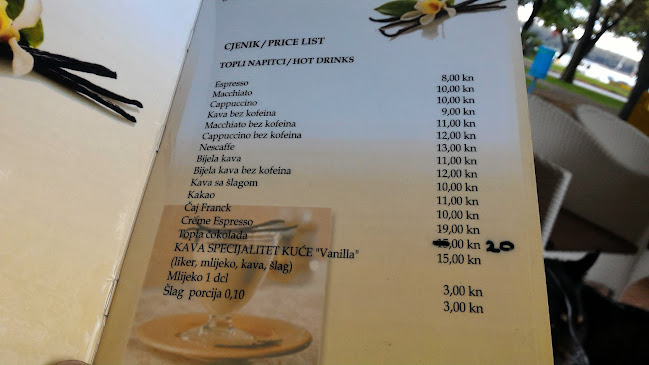 CJENIK/PRICE LIST
TOPLI NAPITCI/HOT DRINKS
Espresso 8,00 kn
Macchiato 10,00 kn
Cappuccino 10,00 kn
Kava bez kofeina 9,00 kn
Macchiato bez kofeina 11,00 kn
Cappuccino bez kofeina 12,00 kn
Nescaffe 13,00 kn
Bijela kava 11,00 kn
Bijela kava bez kofeina 12,00 kn
Kava sa šlagom 10,00 kn
Kakao 11,00 kn
Čaj Franck 10,00 kn
Créme Espresso 19,00 kn
Topla čokolada ,00 kn 20
KAVA SPECIJALITET KUĆE "Vanilla" 15,00 kn
(liker, mlijeko, kava, šlag)
Mlijeko 1 dcl 3,00 kn
Šlag porcija 0,10 3,00 kn